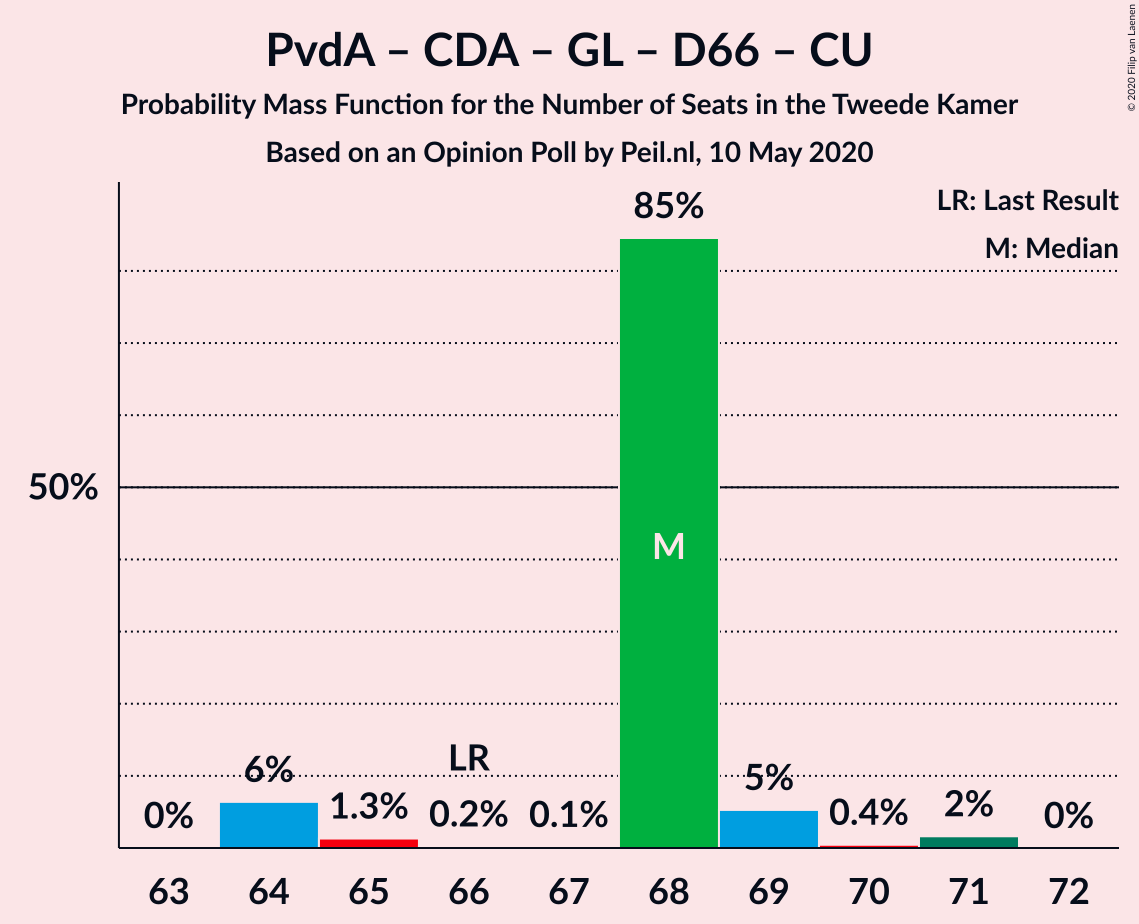 PvdA – CDA – GL – D66 – CU
Probability Mass Function for the Number of Seats in the Tweede Kamer
Based on an Opinion Poll by Peil.nl, 10 May 2020
© 2020 Filip van Laenen
LR: Last Result
M: Median
85%
50%
M
LR
0%
6%
1.3%
0.2%
0.1%
5%
0.4%
2%
0%
63 64 65 66 67 68 69 70 71 72